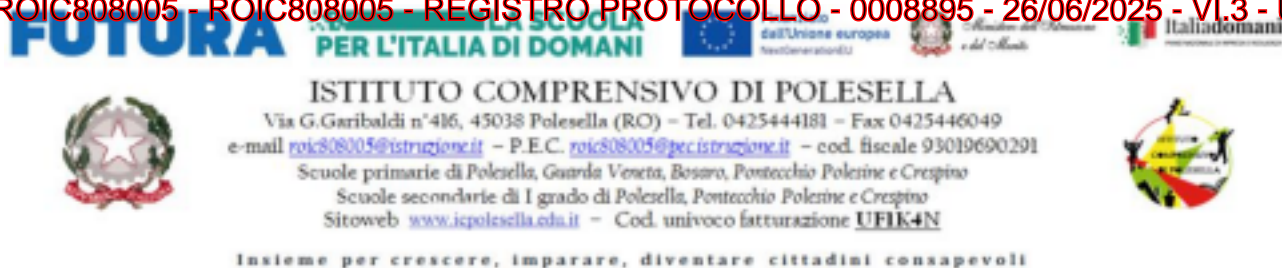 ROIC808005 - ROIC808005 - REGISTRO PROTOCOLLO - 0008895 - 26/06/2025 - VI.3 -
FUTURA
LA SCUOLA
PER L'ITALIA DI DOMANI
dall'Unione europea
NextGenerationEU
Italiadomani
ISTITUTO COMPRENSIVO DI POLESELLA
Via G.Garibaldi n°416, 45038 Polesella (RO) – Tel. 0425444181 – Fax 0425446049
e-mail roic808005@istruzione.it – P.E.C. roic808005@pec.istruzione.it – cod. fiscale 93019690291
Scuole primarie di Polesella, Guarda Veneta, Bosaro, Pontecchio Polesine e Crespino
Scuole secondarie di I grado di Polesella, Pontecchio Polesine e Crespino
Sitoweb www.icpolesella.edu.it – Cod. univoco fatturazione UF1K4N
Insieme per crescere, imparare, diventare cittadini consapevoli